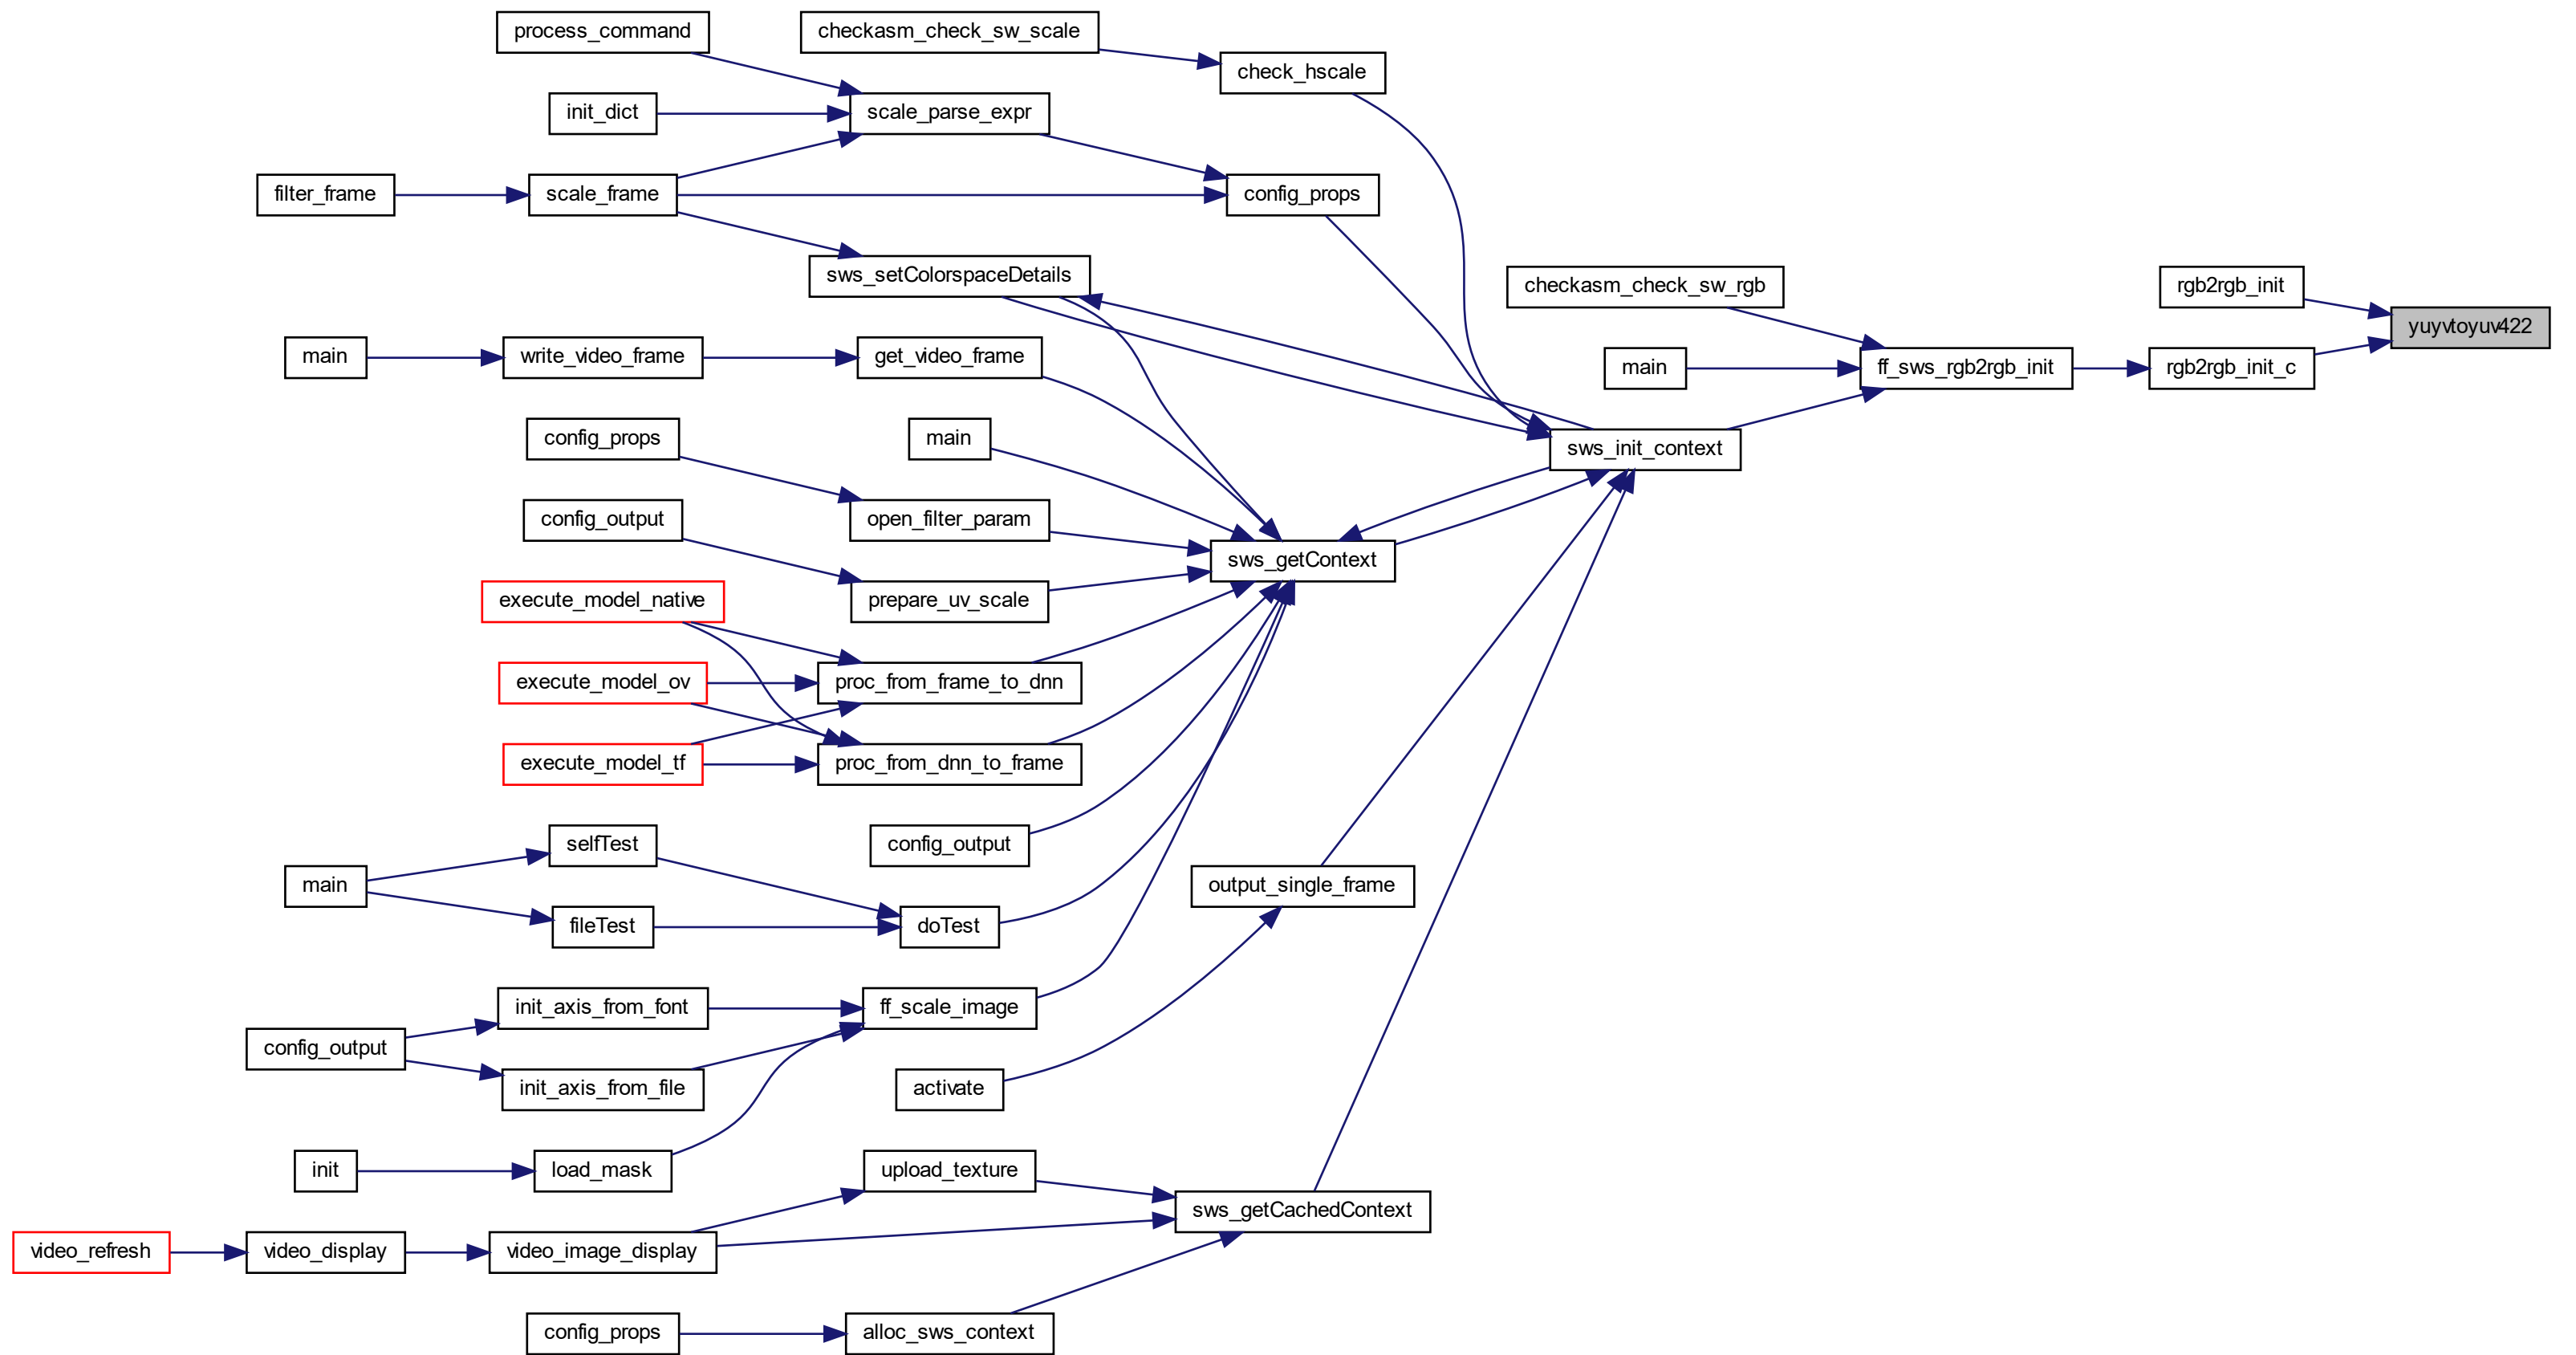 process_command
checkasm_check_sw_scale
check_hscale
init_dict
scale_parse_expr
filter_frame
scale_frame
config_props
sws_setColorspaceDetails
checkasm_check_sw_rgb
rgb2rgb_init
yuyvtoyuv422
main
write_video_frame
get_video_frame
main
ff_sws_rgb2rgb_init
rgb2rgb_init_c
config_props
main
sws_init_context
config_output
open_filter_param
sws_getContext
execute_model_native
prepare_uv_scale
execute_model_ov
proc_from_frame_to_dnn
execute_model_tf
proc_from_dnn_to_frame
selfTest
config_output
main
output_single_frame
fileTest
doTest
init_axis_from_font
ff_scale_image
config_output
init_axis_from_file
activate
init
load_mask
upload_texture
sws_getCachedContext
video_refresh
video_display
video_image_display
config_props
alloc_sws_context